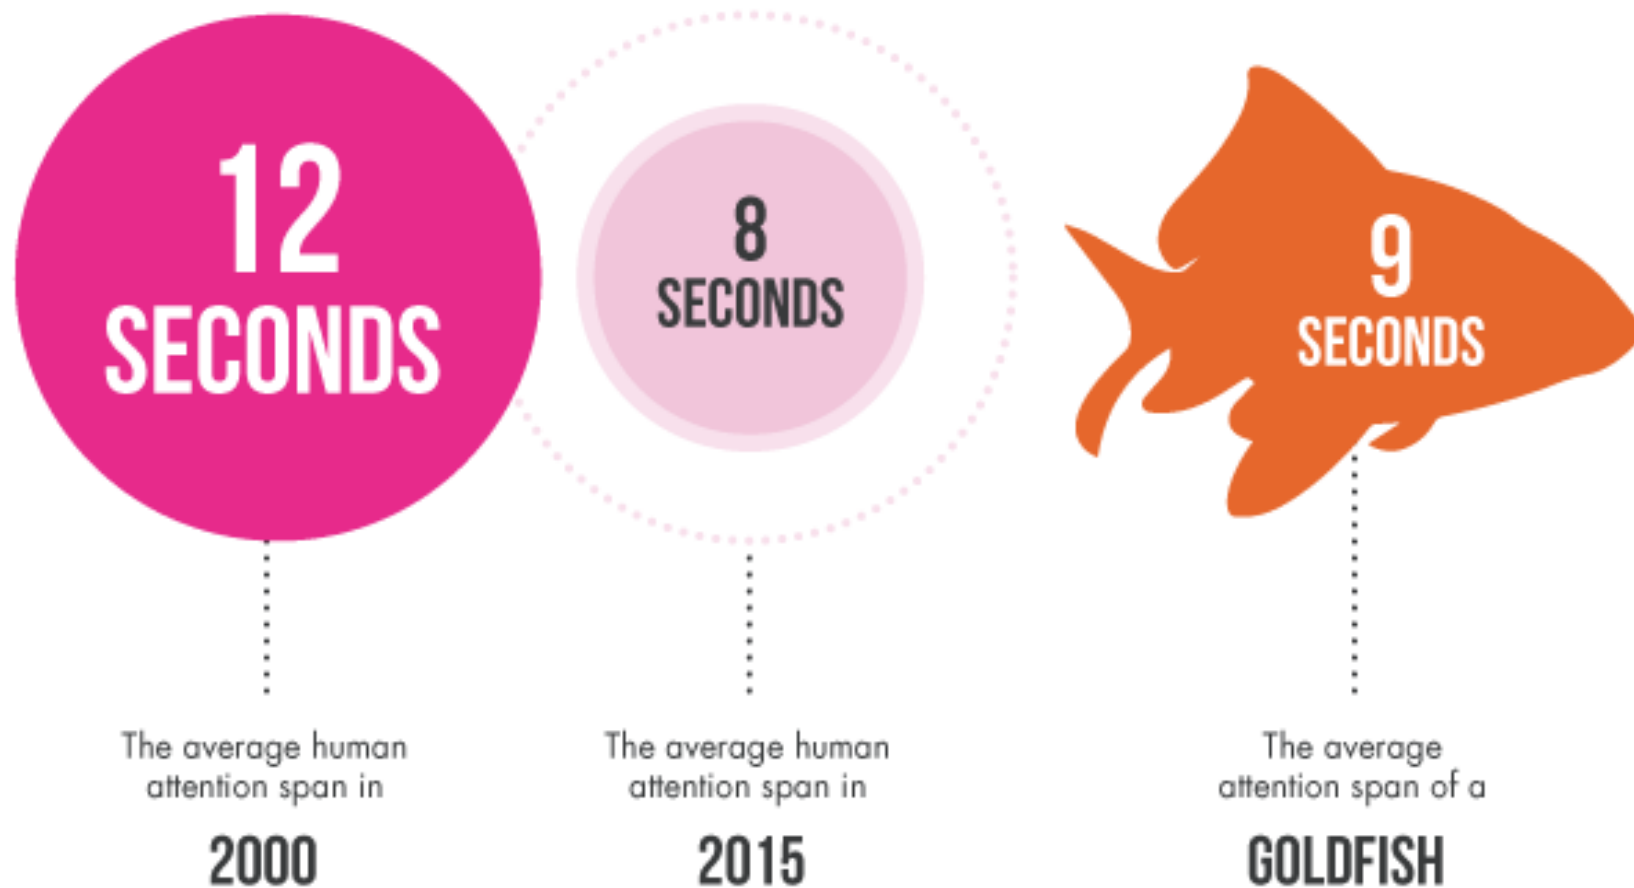 12
SECONDS
The average human
attention span in
2000
8
SECONDS
The average human
attention span in
2015
9
SECONDS
The average
attention span of a
GOLDFISH